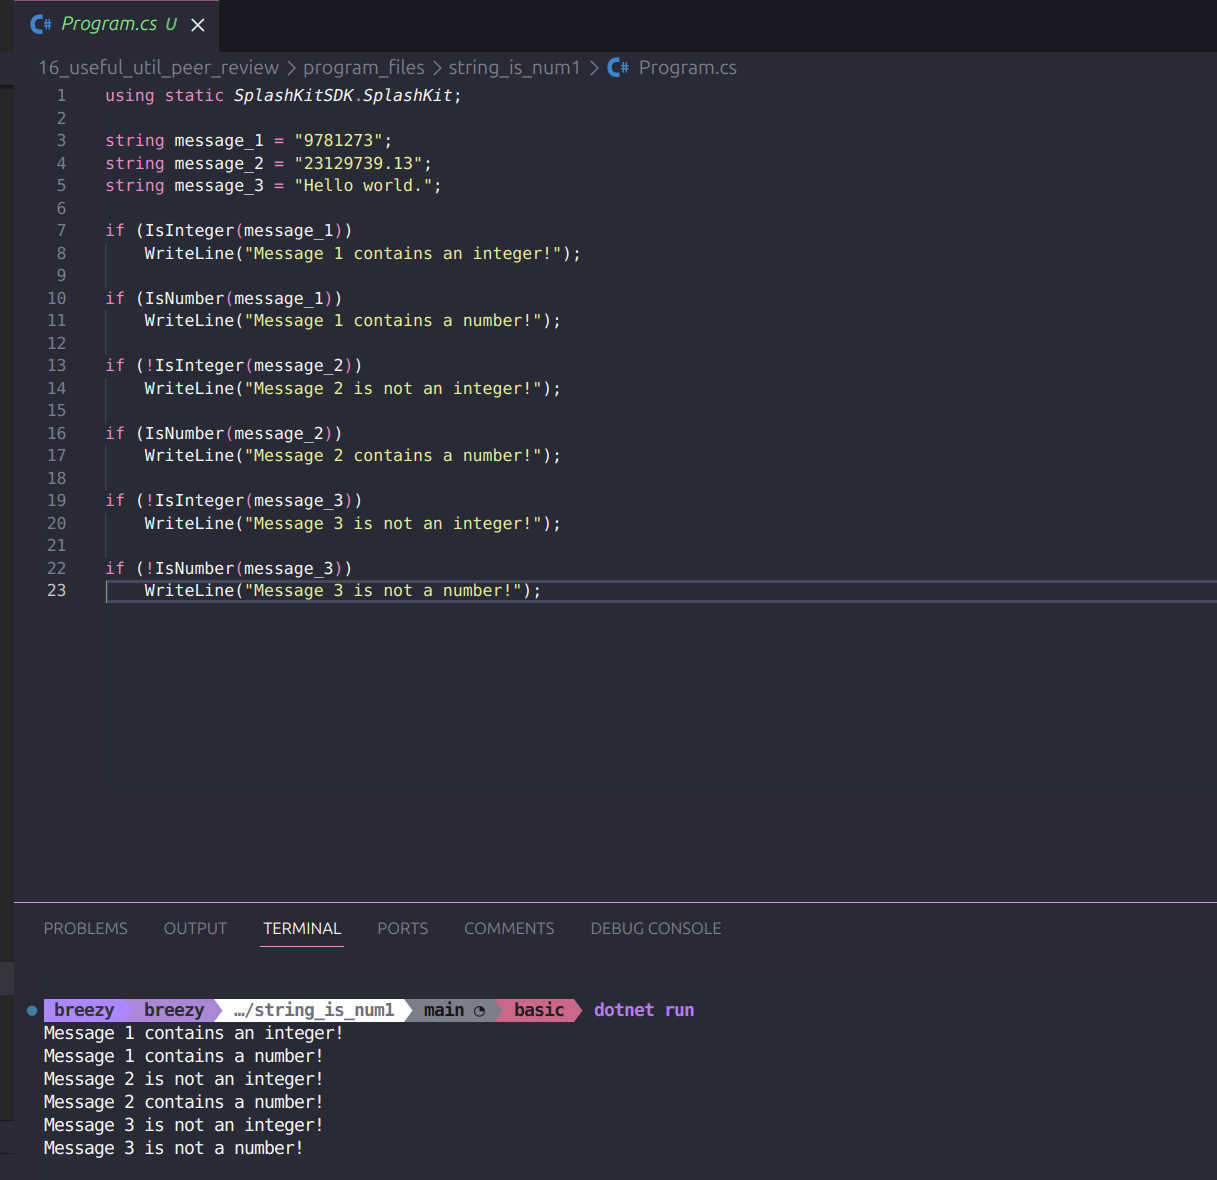 C# Program.cs U ×
16_useful_util_peer_review > program_files > string_is_num1 > C# Program.cs
1 using static SplashKitSDK.SplashKit;
2
3 string message_1 = "9781273";
4 string message_2 = "23129739.13";
5 string message_3 = "Hello world.";
6
7 if (IsInteger(message_1))
8     WriteLine("Message 1 contains an integer!");
9
10 if (IsNumber(message_1))
11     WriteLine("Message 1 contains a number!");
12
13 if (!IsInteger(message_2))
14     WriteLine("Message 2 is not an integer!");
15
16 if (IsNumber(message_2))
17     WriteLine("Message 2 contains a number!");
18
19 if (!IsInteger(message_3))
20     WriteLine("Message 3 is not an integer!");
21
22 if (!IsNumber(message_3))
23     WriteLine("Message 3 is not a number!");
PROBLEMS OUTPUT TERMINAL PORTS COMMENTS DEBUG CONSOLE
breezy breezy …/string_is_num1 main basic dotnet run
Message 1 contains an integer!
Message 1 contains a number!
Message 2 is not an integer!
Message 2 contains a number!
Message 3 is not an integer!
Message 3 is not a number!